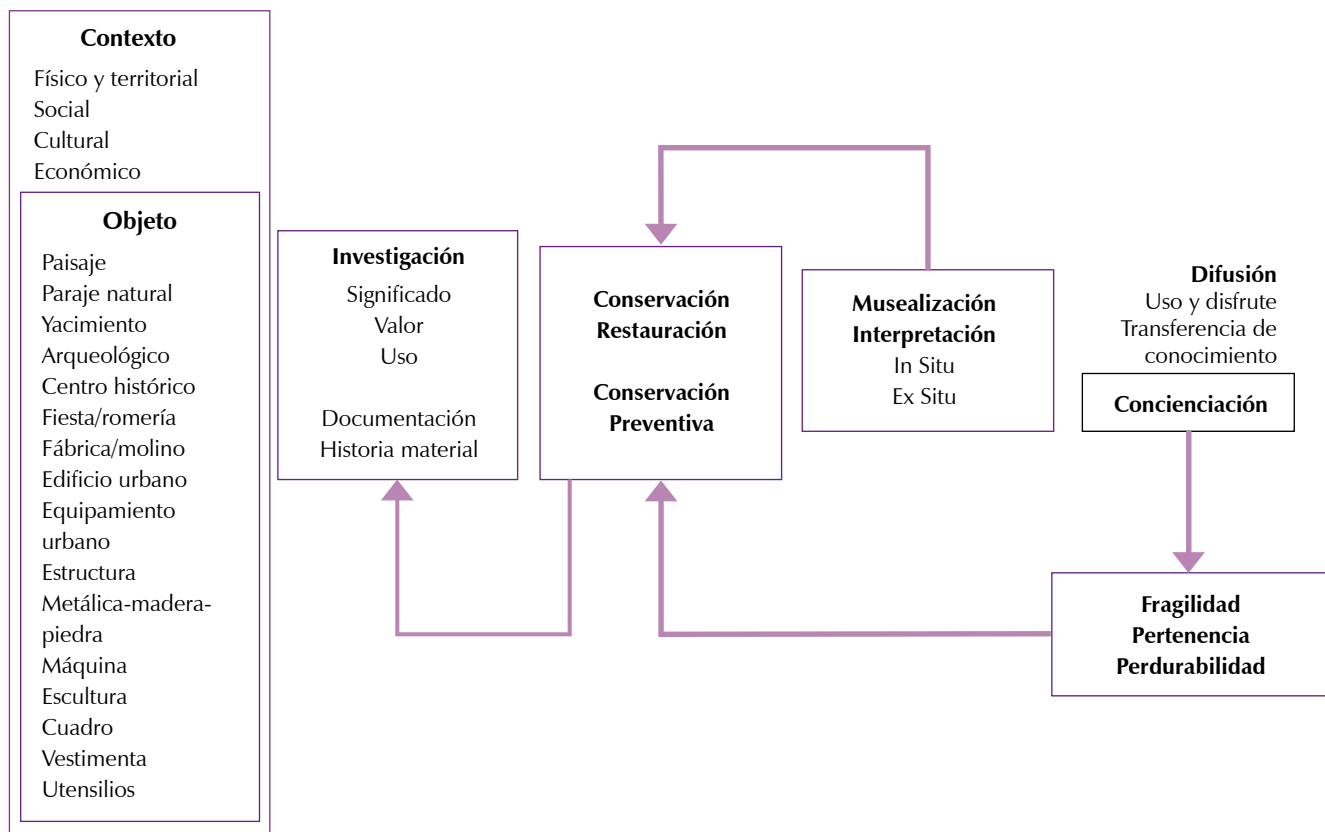 Contexto
Físico y territorial
Social
Cultural
Económico
Objeto
Paisaje
Paraje natural
Yacimiento
Arqueológico
Centro histórico
Fiesta/romería
Fábrica/molino
Edificio urbano
Equipamiento
urbano
Estructura
Metálica-madera-
piedra
Máquina
Escultura
Cuadro
Vestimenta
Utensilios
Investigación
Significado
Valor
Uso
Documentación
Historia material
Conservación
Restauración
Conservación
Preventiva
Musealización
Interpretación
In Situ
Ex Situ
Difusión
Uso y disfrute
Transferencia de
conocimiento
Concienciación
Fragilidad
Pertenencia
Perdurabilidad